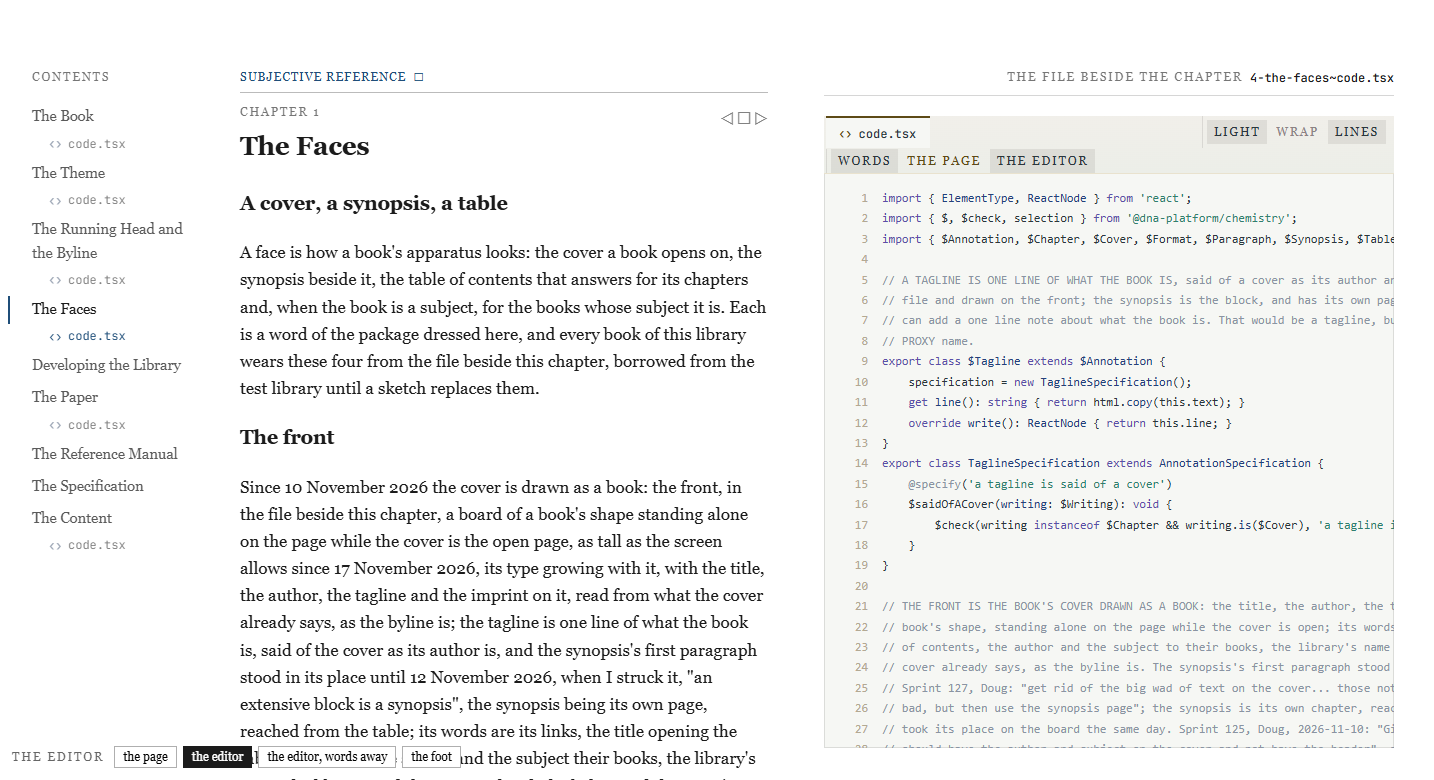 CONTENTS
The Book
<> code.tsx
The Theme
<> code.tsx
The Running Head and
the Byline
<> code.tsx
The Faces
<> code.tsx
Developing the Library
The Paper
<> code.tsx
The Reference Manual
The Specification
The Content
<> code.tsx
SUBJECTIVE REFERENCE
CHAPTER 1
The Faces
A cover, a synopsis, a table
A face is how a book's apparatus looks: the cover a book opens on, the
synopsis beside it, the table of contents that answers for its chapters
and, when the book is a subject, for the books whose subject it is. Each
is a word of the package dressed here, and every book of this library
wears these four from the file beside this chapter, borrowed from the
test library until a sketch replaces them.
The front
Since 10 November 2026 the cover is drawn as a book: the front, in
the file beside this chapter, a board of a book's shape standing alone
on the page while the cover is the open page, as tall as the screen
allows since 17 November 2026, its type growing with it, with the title,
the author, the tagline and the imprint on it, read from what the cover
already says, as the byline is; the tagline is one line of what the book
is, said of the cover as its author is, and the synopsis's first paragraph
stood in its place until 12 November 2026, when I struck it, "an
extensive block is a synopsis", the synopsis being its own page,
reached from the table; its words are its links, the title opening the
and the subject their books, the library's
THE EDITOR
the page
the editor
the editor, words away
the foot
THE FILE BESIDE THE CHAPTER 4-the-faces~code.tsx
<> code.tsx
LIGHT WRAP LINES
WORDS THE PAGE THE EDITOR
1 import { ElementType, ReactNode } from 'react';
2 import { $, $check, selection } from '@dna-platform/chemistry';
3 import { $Annotation, $Chapter, $Cover, $Format, $Paragraph, $Synopsis, $Table
4
5 // A TAGLINE IS ONE LINE OF WHAT THE BOOK IS, said of a cover as its author an
6 // file and drawn on the front; the synopsis is the block, and has its own pag
7 // can add a one line note about what the book is. That would be a tagline, bu
8 // PROXY name.
9 export class $Tagline extends $Annotation {
10 specification = new TaglineSpecification();
11 get line(): string { return html.copy(this.text); }
12 override write(): ReactNode { return this.line; }
13 }
14 export class TaglineSpecification extends AnnotationSpecification {
15 @specify('a tagline is said of a cover')
16 $saidOfACover(writing: $Writing): void {
17 $check(writing instanceof $Chapter && writing.is($Cover), 'a tagline i
18 }
19 }
20
21 // THE FRONT IS THE BOOK'S COVER DRAWN AS A BOOK: the title, the author, the t
22 // book's shape, standing alone on the page while the cover is open; its words
23 // of contents, the author and the subject to their books, the library's name
24 // cover already says, as the byline is. The synopsis's first paragraph stood
25 // Sprint 127, Doug: "get rid of the big wad of text on the cover... those not
26 // bad, but then use the synopsis page"; the synopsis is its own chapter, reac
27 // took its place on the board the same day. Sprint 125, Doug, 2026-11-10: "Gi